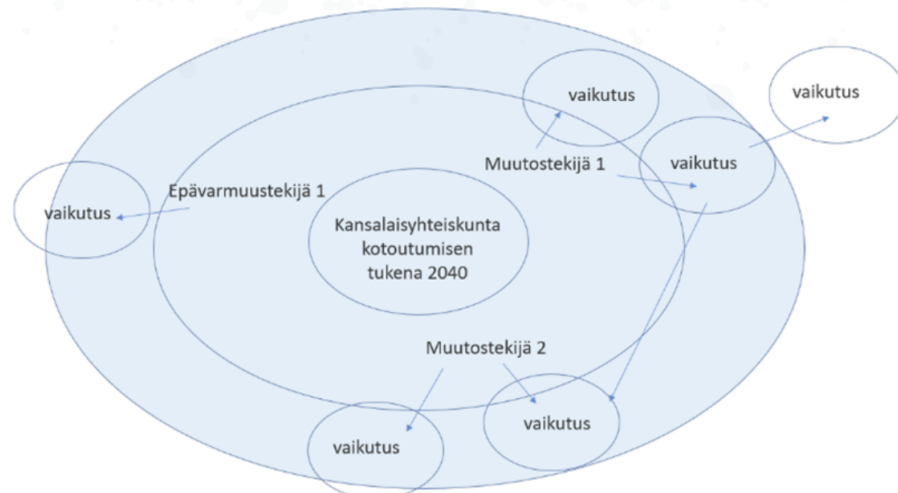 vaikutus
vaikutus
Muutostekijä 1
vaikutus
Epävarmuustekijä 1
vaikutus
Kansalaisyhteiskunta
kotoutumisen
tukena 2040
Muutostekijä 2
vaikutus
vaikutus